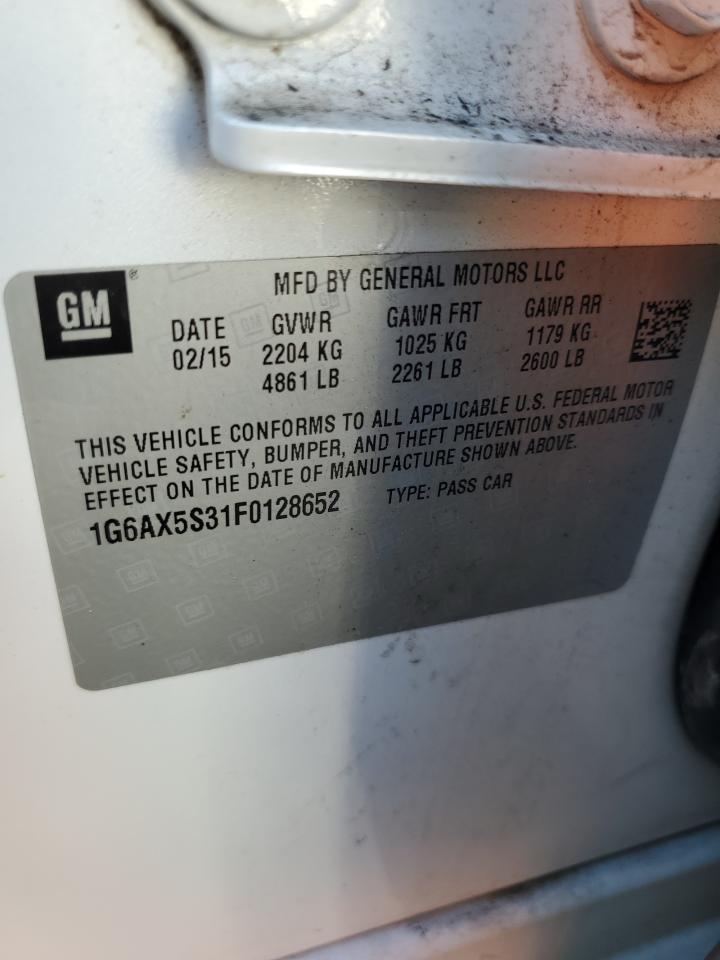 GM
MFD BY GENERAL MOTORS LLC
DATE GVWR GAWR FRT GAWR RR
02/15 2204 KG 1025 KG 1179 KG
4861 LB 2261 LB 2600 LB
THIS VEHICLE CONFORMS TO ALL APPLICABLE U.S. FEDERAL MOTOR
VEHICLE SAFETY, BUMPER, AND THEFT PREVENTION STANDARDS IN
EFFECT ON THE DATE OF MANUFACTURE SHOWN ABOVE.
1G6AX5S31F0128652 TYPE: PASS CAR